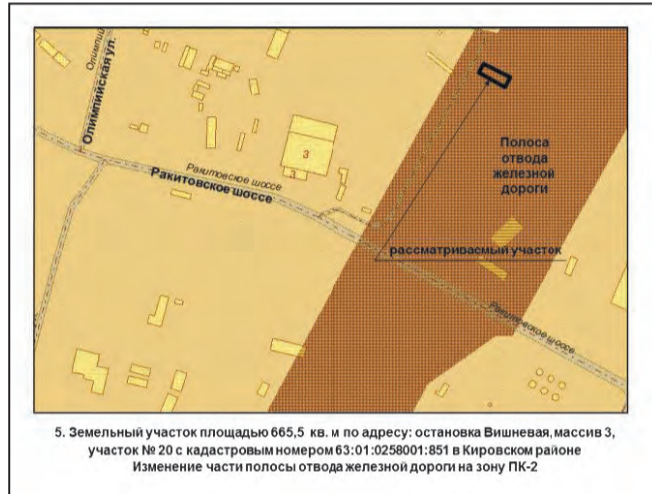 Олимпий
Олимпийская ул.
3
3
Ракитовское шоссе
Ракитовское шоссе
Полоса
отвода
железной
дороги
рассматриваемый участок
Ракитовское шоссе
5. Земельный участок площадью 665,5 кв. м по адресу: остановка Вишневая, массив 3,
участок № 20 с кадастровым номером 63:01:0258001:851 в Кировском районе
Изменение части полосы отвода железной дороги на зону ПК-2